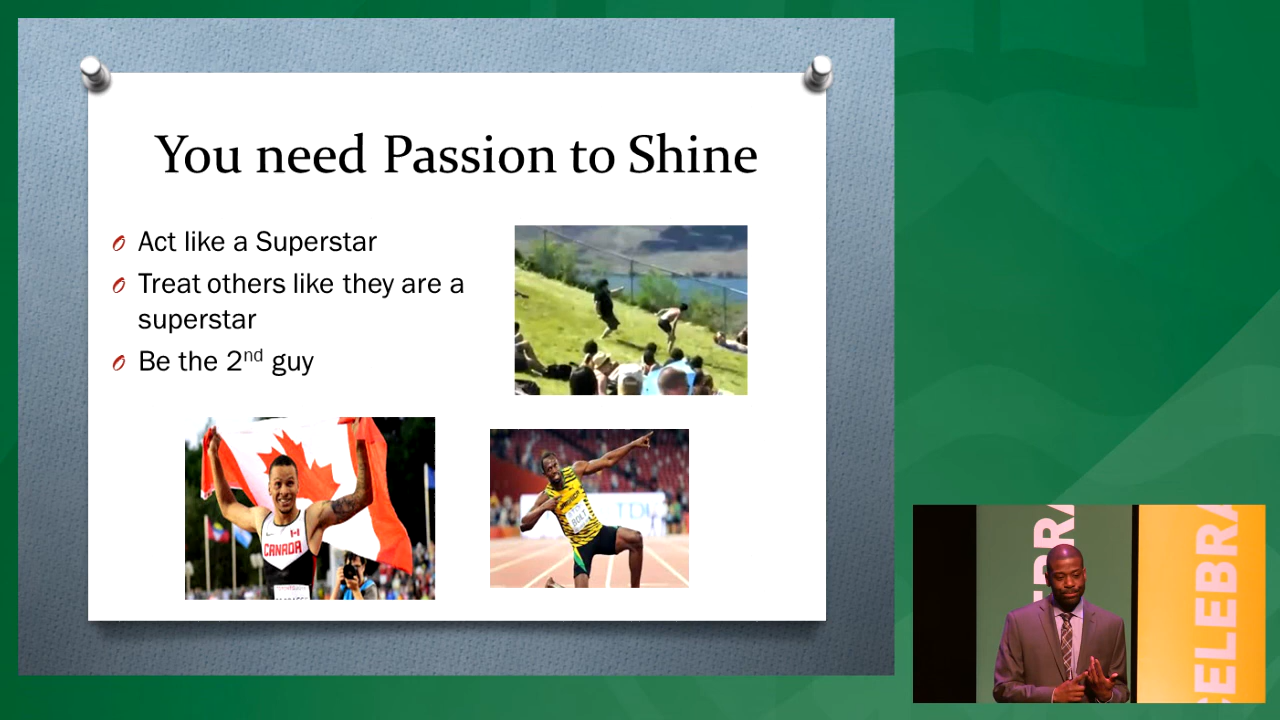 You need Passion to Shine
Act like a Superstar
Treat others like they are a
superstar
Be the 2nd guy
CANADA
BOLT
CELEBRA